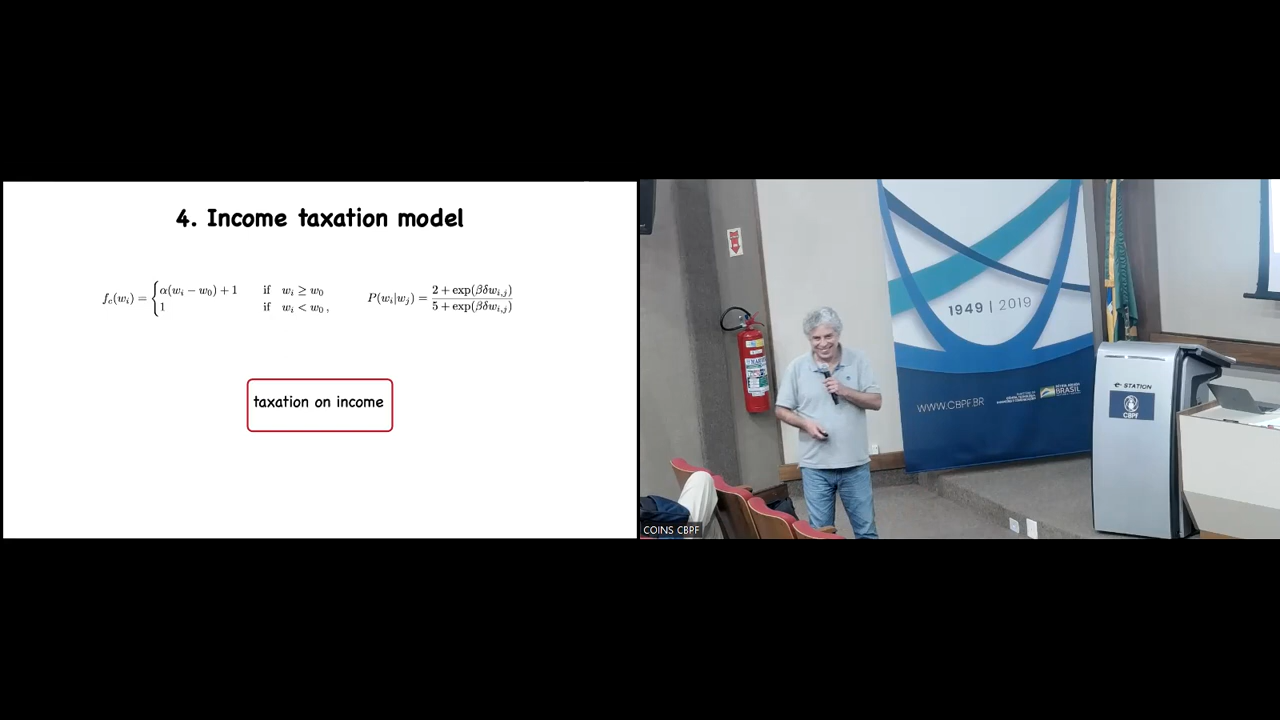 4. Income taxation model
f_c(w_i) = { α(w_i − w_0) + 1 if w_i ≥ w_0
1 if w_i < w_0 ,
P(w_i|w_j) = (2 + exp(βδw_{i,j})) / (5 + exp(βδw_{i,j}))
taxation on income
1949 | 2019
WWW.CBPF.BR
BRASIL
STATION
CBPF
COINS CBPF